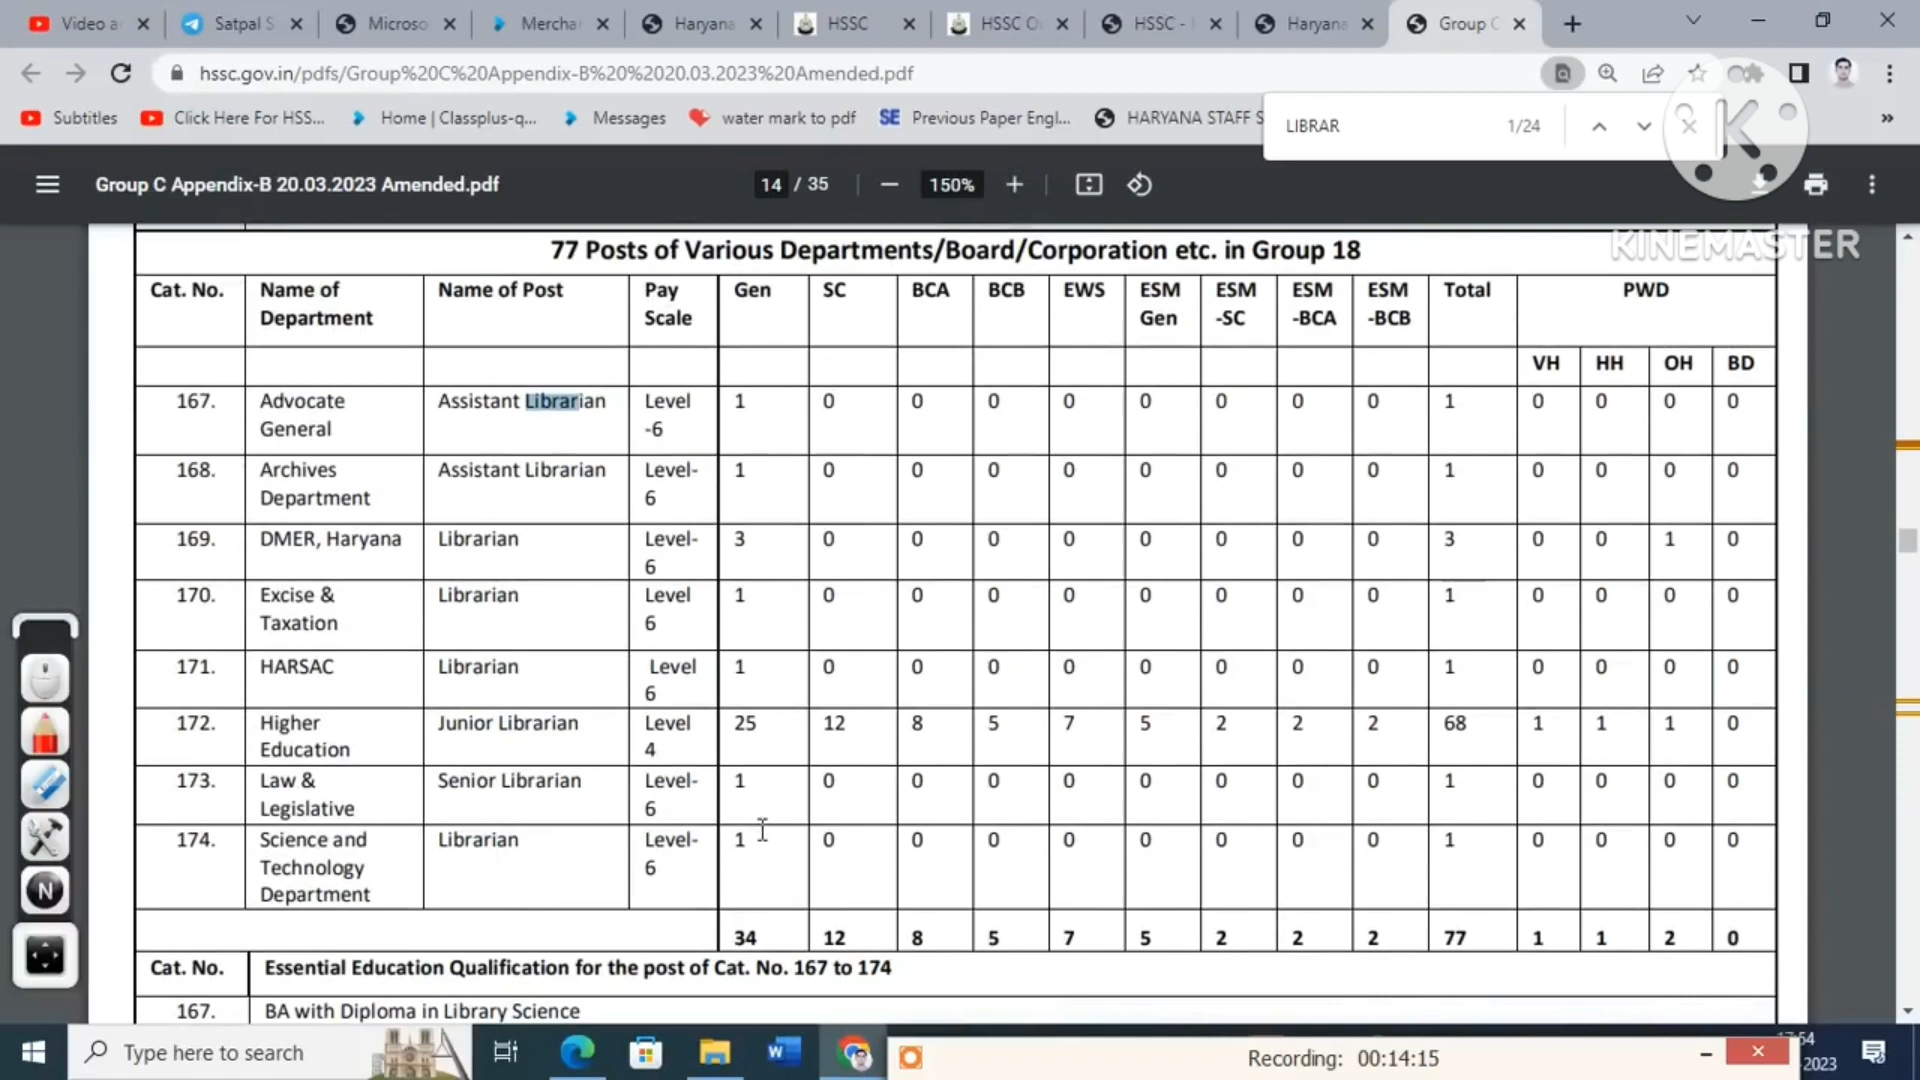 Video a
Satpal S
Microso
Mercha
Haryana
HSSC
HSSC O
HSSC -
Haryana
Group C
hssc.gov.in/pdfs/Group%20C%20Appendix-B%20%2020.03.2023%20Amended.pdf
Subtitles
Click Here For HSS...
Home | Classplus-q...
Messages
water mark to pdf
SE Previous Paper Engl...
HARYANA STAFF S
LIBRAR 1/24
K
Group C Appendix-B 20.03.2023 Amended.pdf 14 / 35 150%
KINEMASTER
77 Posts of Various Departments/Board/Corporation etc. in Group 18
Cat. No. Name of Department Name of Post Pay Scale Gen SC BCA BCB EWS ESM Gen ESM -SC ESM -BCA ESM -BCB Total PWD
VH HH OH BD
167. Advocate General Assistant Librarian Level -6 1 0 0 0 0 0 0 0 0 1 0 0 0 0
168. Archives Department Assistant Librarian Level- 6 1 0 0 0 0 0 0 0 0 1 0 0 0 0
169. DMER, Haryana Librarian Level- 6 3 0 0 0 0 0 0 0 0 3 0 0 1 0
170. Excise & Taxation Librarian Level 6 1 0 0 0 0 0 0 0 0 1 0 0 0 0
171. HARSAC Librarian Level 6 1 0 0 0 0 0 0 0 0 1 0 0 0 0
172. Higher Education Junior Librarian Level 4 25 12 8 5 7 5 2 2 2 68 1 1 1 0
173. Law & Legislative Senior Librarian Level- 6 1 0 0 0 0 0 0 0 0 1 0 0 0 0
174. Science and Technology Department Librarian Level- 6 1 0 0 0 0 0 0 0 0 1 0 0 0 0
34 12 8 5 7 5 2 2 2 77 1 1 2 0
Cat. No. Essential Education Qualification for the post of Cat. No. 167 to 174
167. BA with Diploma in Library Science
N
Type here to search
W
Recording: 00:14:15
54
2023